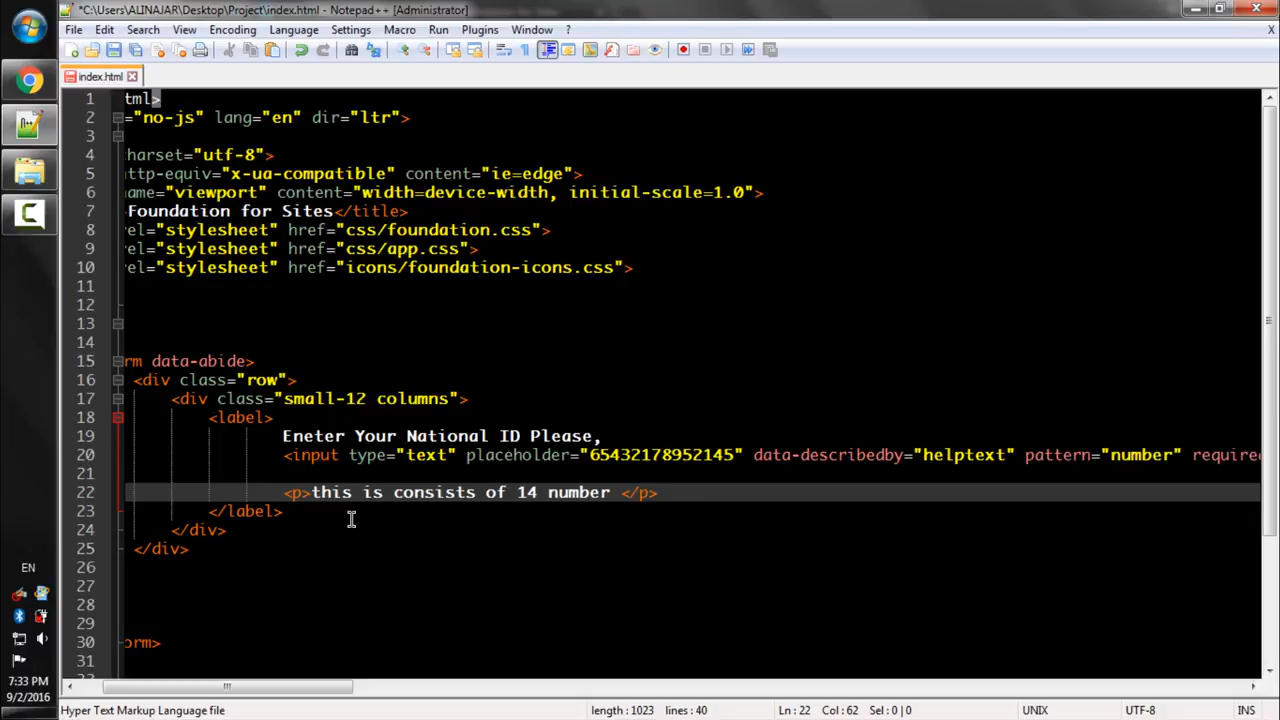 *C:\Users\ALINAJAR\Desktop\Project\index.html - Notepad++ [Administrator]
File Edit Search View Encoding Language Settings Macro Run Plugins Window ? X
index.html
1 tml>
2 ="no-js" lang="en" dir="ltr">
3
4 charset="utf-8">
5 http-equiv="x-ua-compatible" content="ie=edge">
6 name="viewport" content="width=device-width, initial-scale=1.0">
7 Foundation for Sites</title>
8 rel="stylesheet" href="css/foundation.css">
9 rel="stylesheet" href="css/app.css">
10 rel="stylesheet" href="icons/foundation-icons.css">
11
12
13
14
15 rm data-abide>
16 <div class="row">
17 <div class="small-12 columns">
18 <label>
19 Eneter Your National ID Please,
20 <input type="text" placeholder="65432178952145" data-describedby="helptext" pattern="number" require
21
22 <p>this is consists of 14 number </p>
23 </label>
24 </div>
25 </div>
26
27
28
29
30 orm>
31
EN
7:33 PM
9/2/2016
Hyper Text Markup Language file length : 1023 lines : 40 Ln : 22 Col : 62 Sel : 0 | 0 UNIX UTF-8 INS